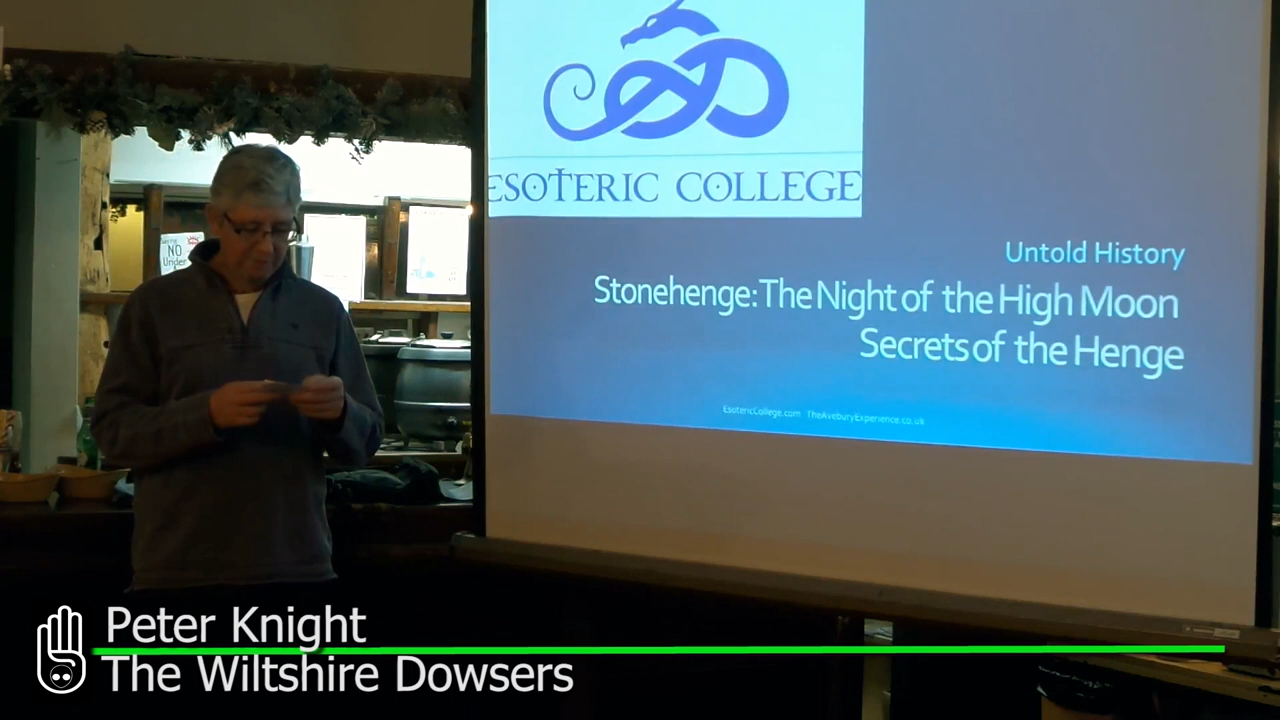 ESOTERIC COLLEGE
Untold History
Stonehenge: The Night of the High Moon
Secrets of the Henge
EsotericCollege.com TheAveburyExperience.co.uk
NO
Under
Peter Knight
The Wiltshire Dowsers